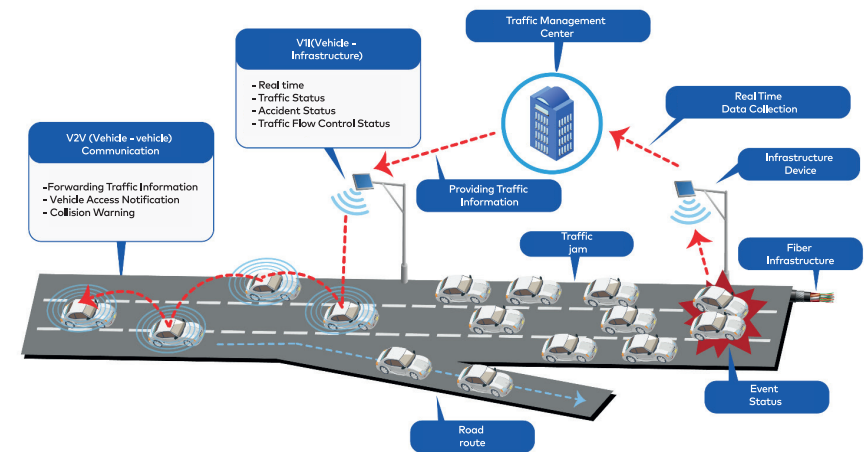 Traffic Management
Center
V1I(Vehicle -
Infrastructure)
- Real time
- Traffic Status
- Accident Status
- Traffic Flow Control Status
Real Time
Data Collection
V2V (Vehicle - vehicle)
Communication
-Forwarding Traffic Information
- Vehicle Access Notification
- Collision Warning
Infrastructure
Device
Providing Traffic
Information
Traffic
jam
Fiber
Infrastructure
Event
Status
Road
route